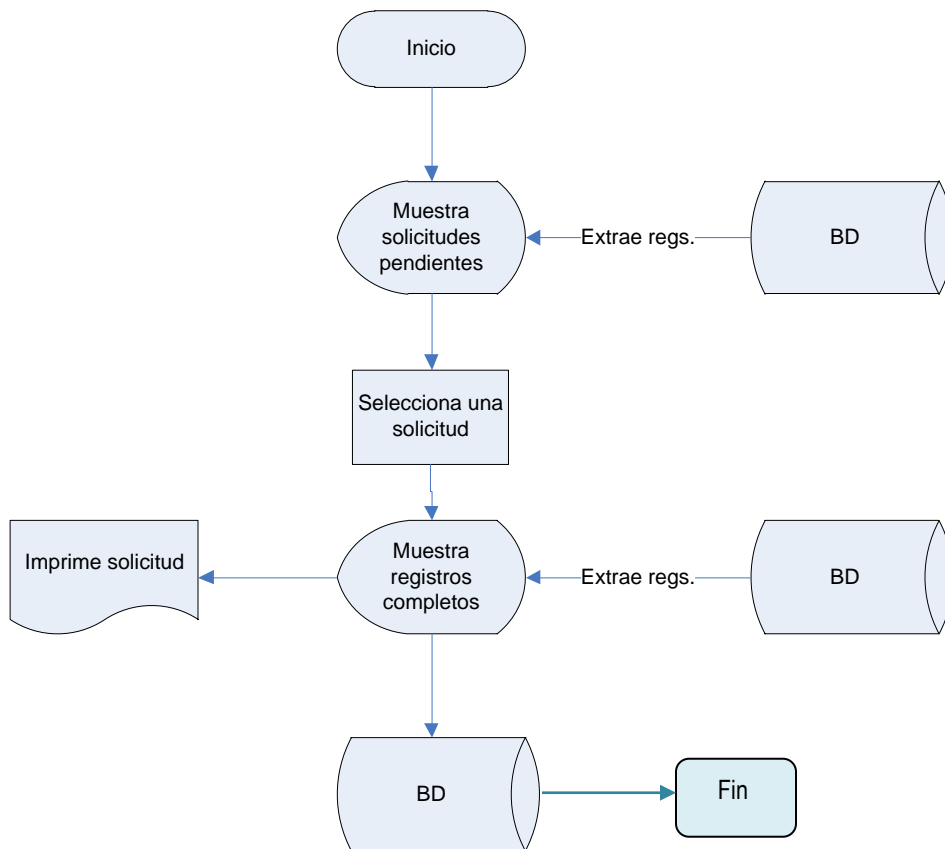 Inicio
Muestra
solicitudes
pendientes
Extrae regs.
BD
Selecciona una
solicitud
Imprime solicitud
Muestra
registros
completos
Extrae regs.
BD
BD
Fin